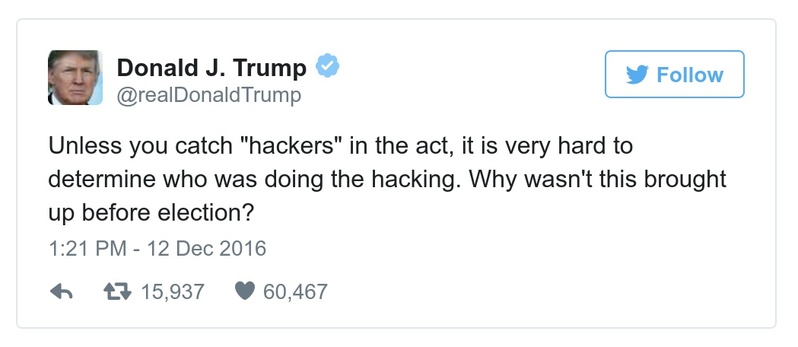 Donald J. Trump
@realDonaldTrump
Follow
Unless you catch "hackers" in the act, it is very hard to
determine who was doing the hacking. Why wasn't this brought
up before election?
1:21 PM - 12 Dec 2016
15,937 60,467